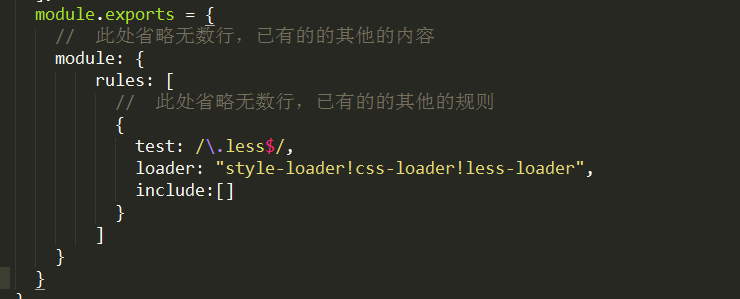 module.exports = {
//  此处省略无数行，已有的的其他的内容
module: {
rules: [
//  此处省略无数行，已有的的其他的规则
{
test: /\.less$/,
loader: "style-loader!css-loader!less-loader",
include:[]
}
]
}
}